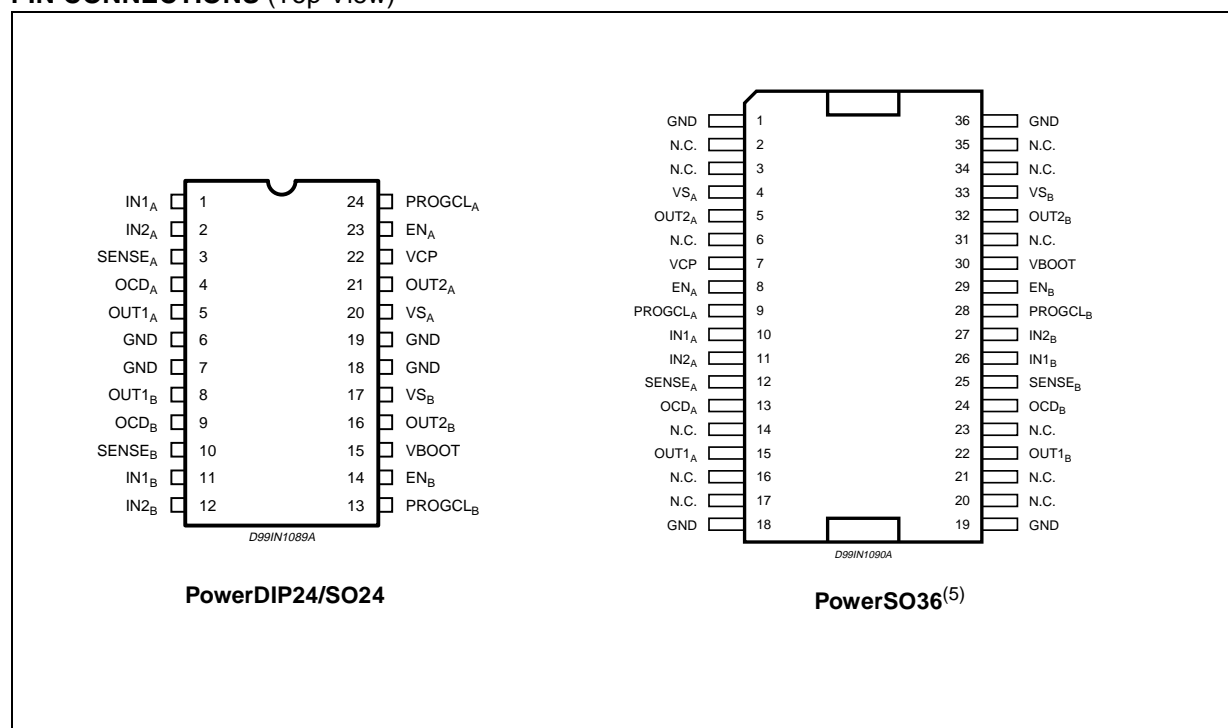 PIN CONNECTIONS (Top View)
IN1A 1 24 PROGCLA
IN2A 2 23 ENA
SENSEA 3 22 VCP
OCDA 4 21 OUT2A
OUT1A 5 20 VSA
GND 6 19 GND
GND 7 18 GND
OUT1B 8 17 VSB
OCDB 9 16 OUT2B
SENSEB 10 15 VBOOT
IN1B 11 14 ENB
IN2B 12 13 PROGCLB
D99IN1089A
PowerDIP24/SO24
GND 1 36 GND
N.C. 2 35 N.C.
N.C. 3 34 N.C.
VSA 4 33 VSB
OUT2A 5 32 OUT2B
N.C. 6 31 N.C.
VCP 7 30 VBOOT
ENA 8 29 ENB
PROGCLA 9 28 PROGCLB
IN1A 10 27 IN2B
IN2A 11 26 IN1B
SENSEA 12 25 SENSEB
OCDA 13 24 OCDB
N.C. 14 23 N.C.
OUT1A 15 22 OUT1B
N.C. 16 21 N.C.
N.C. 17 20 N.C.
GND 18 19 GND
D99IN1090A
PowerSO36(5)